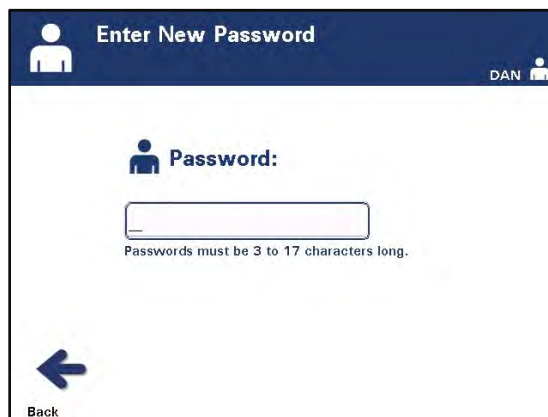 Enter New Password
DAN
Password:
_
Passwords must be 3 to 17 characters long.
Back